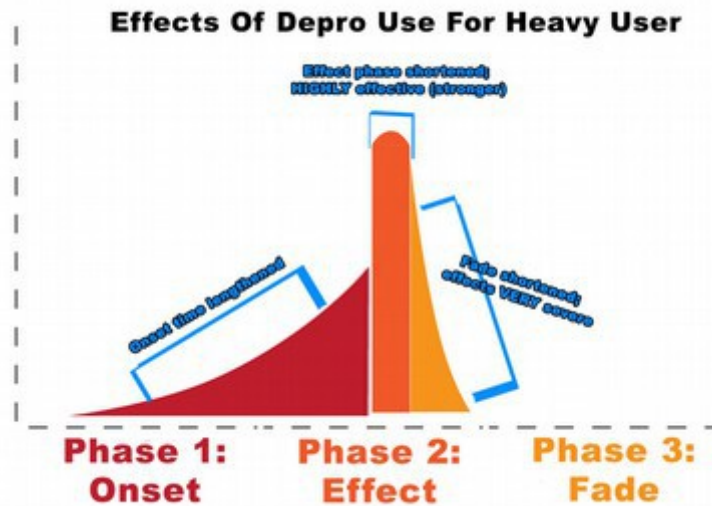 Effects Of Depro Use For Heavy User
Effect phase shortened;
HIGHLY effective (stronger)
Onset time lengthened
Fade shortened;
effects VERY severe
Phase 1:
Onset
Phase 2:
Effect
Phase 3:
Fade